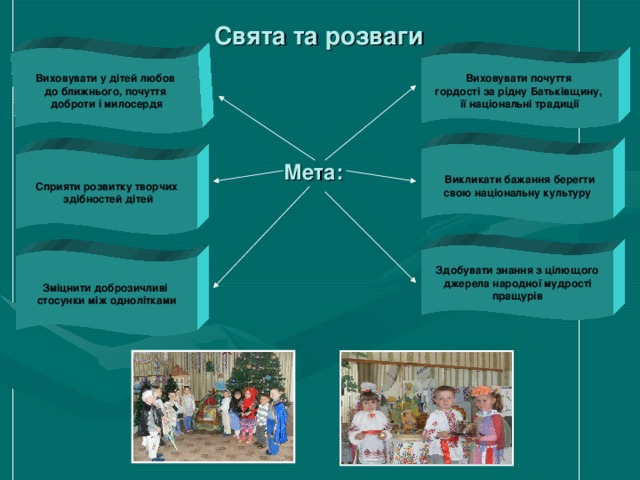 Свята та розваги
Виховувати у дітей любов
до ближнього, почуття
доброти і милосердя
Виховувати почуття
гордості за рідну Батьківщину,
її національні традиції
Мета:
Сприяти розвитку творчих
здібностей дітей
Викликати бажання берегти
свою національну культуру
Зміцнити доброзичливі
стосунки між однолітками
Здобувати знання з цілющого
джерела народної мудрості
пращурів